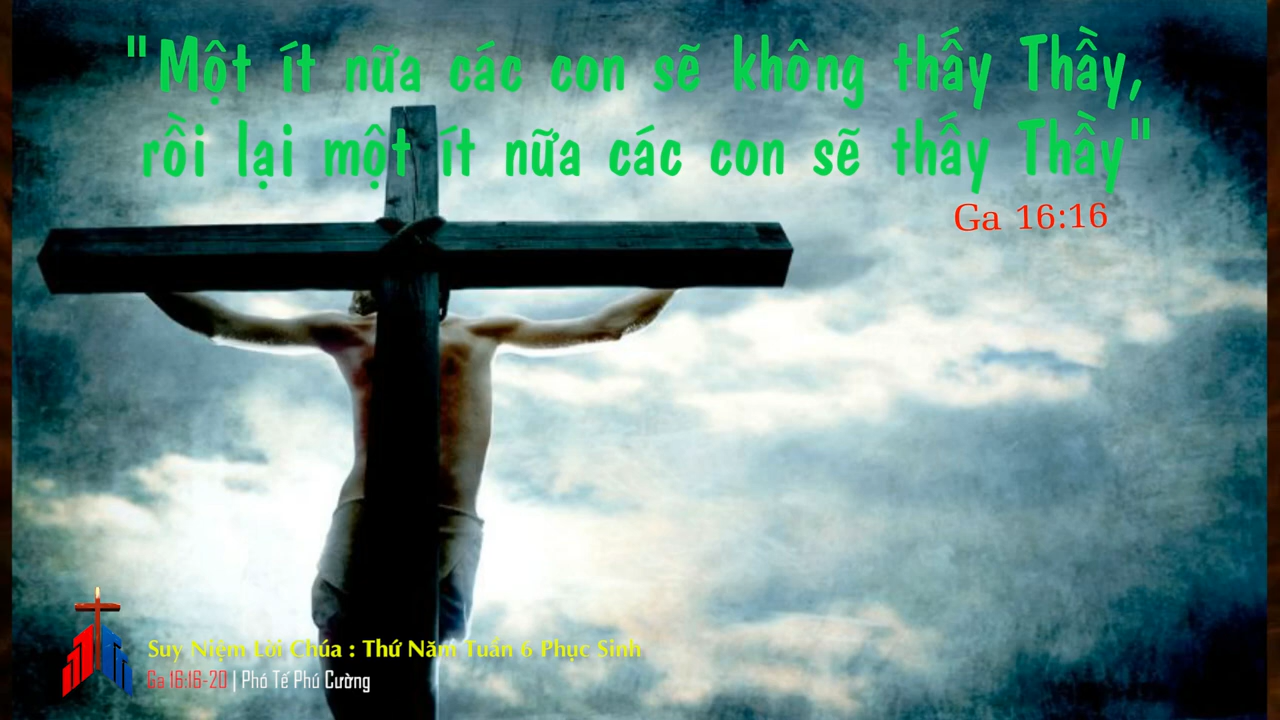 "Một ít nữa các con sẽ không thấy Thầy,
rồi lại một ít nữa các con sẽ thấy Thầy"
Ga 16:16
Suy Niệm Lời Chúa : Thứ Năm Tuần 6 Phục Sinh
Ga 16:16-20 | Phó Tế Phú Cường